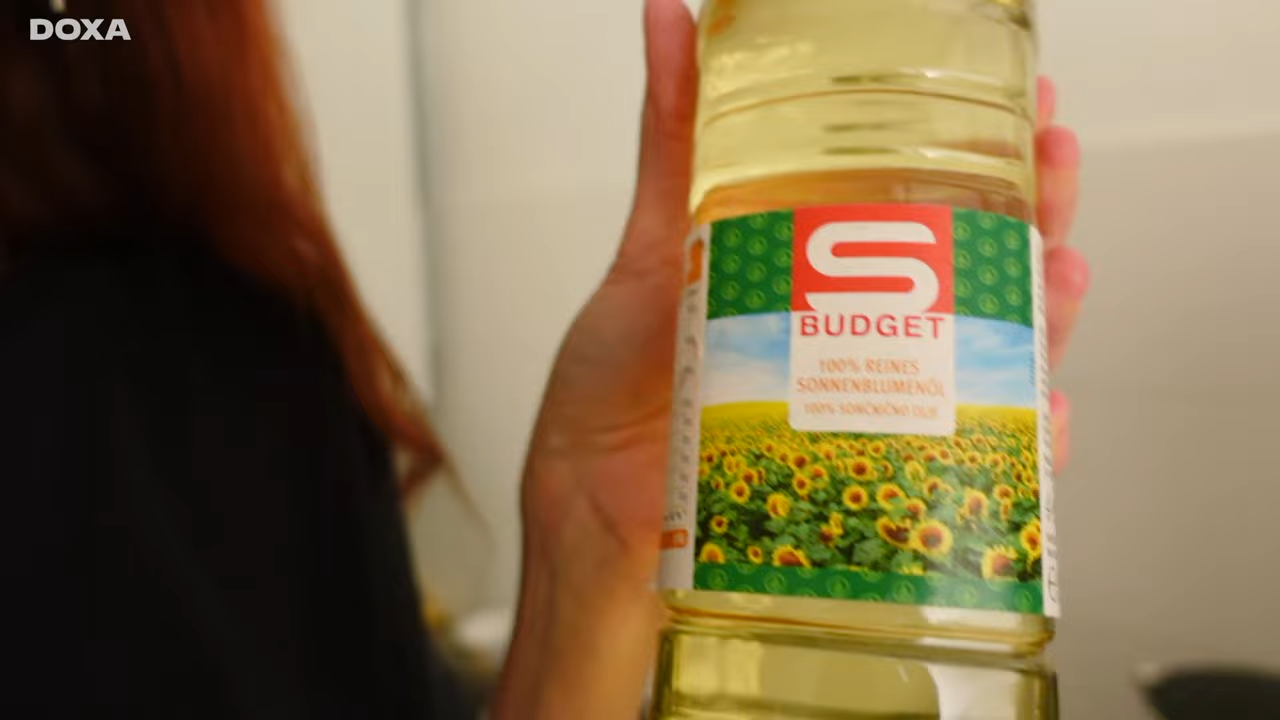 DOXA
S
BUDGET
100% REINES
SONNENBLUMENÖL
100% SONČNIČNO OLJE